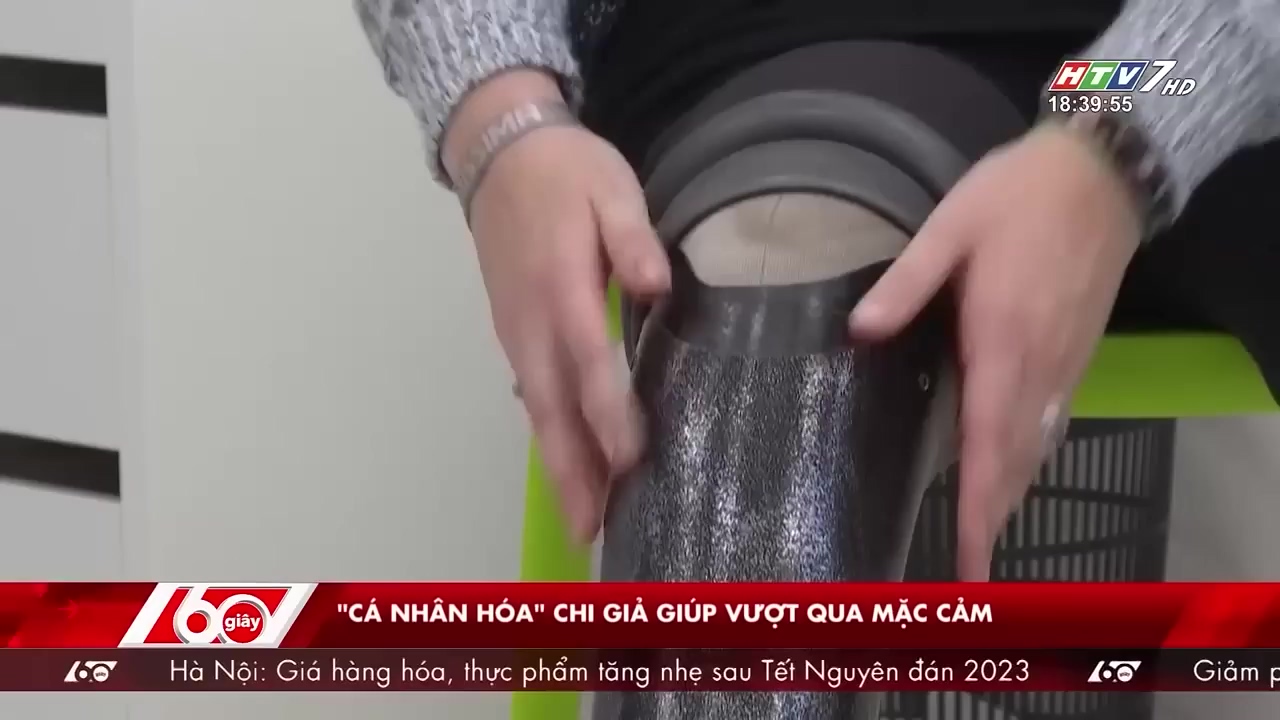 HTV7 HD
18:39:55
60 giây
"CÁ NHÂN HÓA" CHI GIẢ GIÚP VƯỢT QUA MẶC CẢM
60 giây Hà Nội: Giá hàng hóa, thực phẩm tăng nhẹ sau Tết Nguyên đán 2023 60 giây Giảm